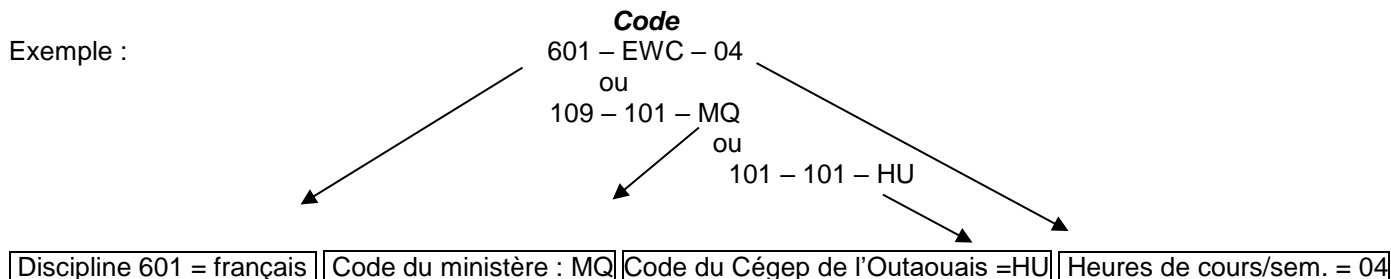 Code
Exemple : 601 – EWC – 04
ou
109 – 101 – MQ
ou
101 – 101 – HU
Discipline 601 = français Code du ministère : MQ Code du Cégep de l'Outaouais =HU Heures de cours/sem. = 04